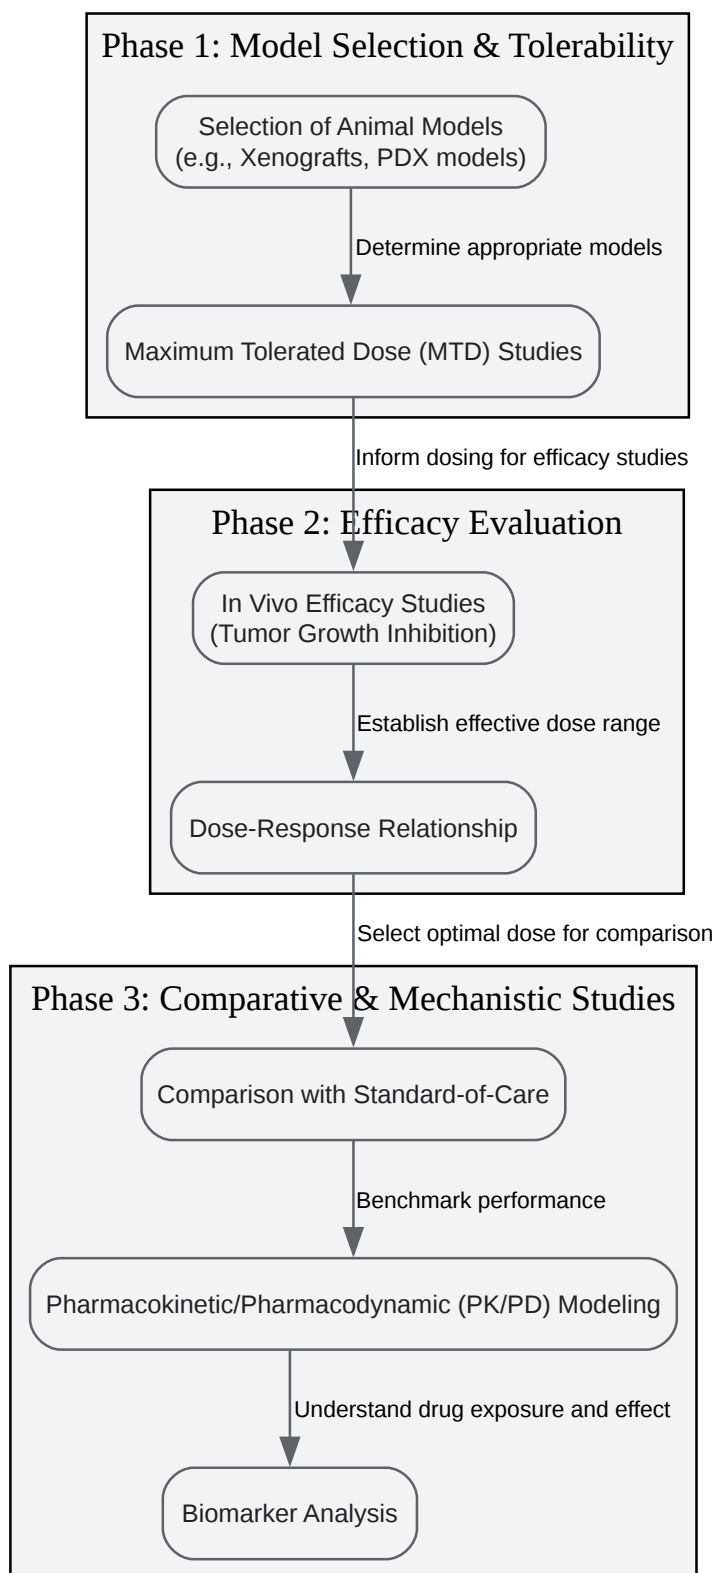 Phase 1: Model Selection & Tolerability
Selection of Animal Models
(e.g., Xenografts, PDX models)
Determine appropriate models
Maximum Tolerated Dose (MTD) Studies
Inform dosing for efficacy studies
Phase 2: Efficacy Evaluation
In Vivo Efficacy Studies
(Tumor Growth Inhibition)
Establish effective dose range
Dose-Response Relationship
Select optimal dose for comparison
Phase 3: Comparative & Mechanistic Studies
Comparison with Standard-of-Care
Benchmark performance
Pharmacokinetic/Pharmacodynamic (PK/PD) Modeling
Understand drug exposure and effect
Biomarker Analysis